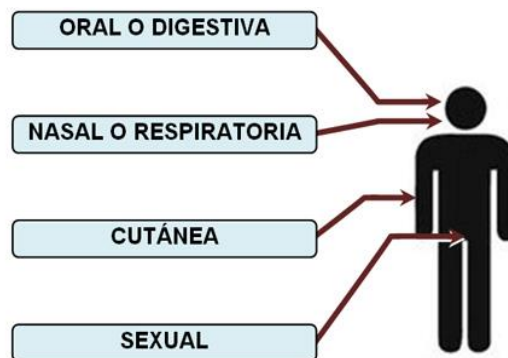 ORAL O DIGESTIVA
NASAL O RESPIRATORIA
CUTÁNEA
SEXUAL